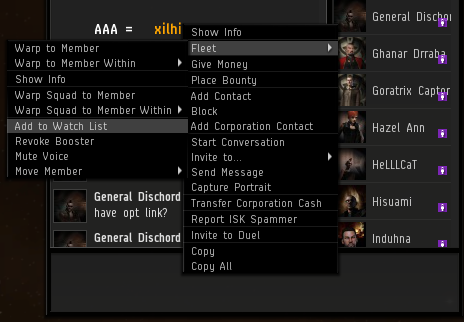 AAA = xilhi
Show Info
Fleet
Give Money
Place Bounty
Add Contact
Block
Add Corporation Contact
Start Conversation
Invite to...
Send Message
Capture Portrait
Transfer Corporation Cash
Report ISK Spammer
Invite to Duel
Copy
Copy All
Warp to Member
Warp to Member Within
Show Info
Warp Squad to Member
Warp Squad to Member Within
Add to Watch List
Revoke Booster
Mute Voice
Move Member
General Dischord
have opt link?
General Dischord
General Dischor
Ghanar Drraba
Goratrix Captor
Hazel Ann
HeLLLCaT
Hisuami
Induhna